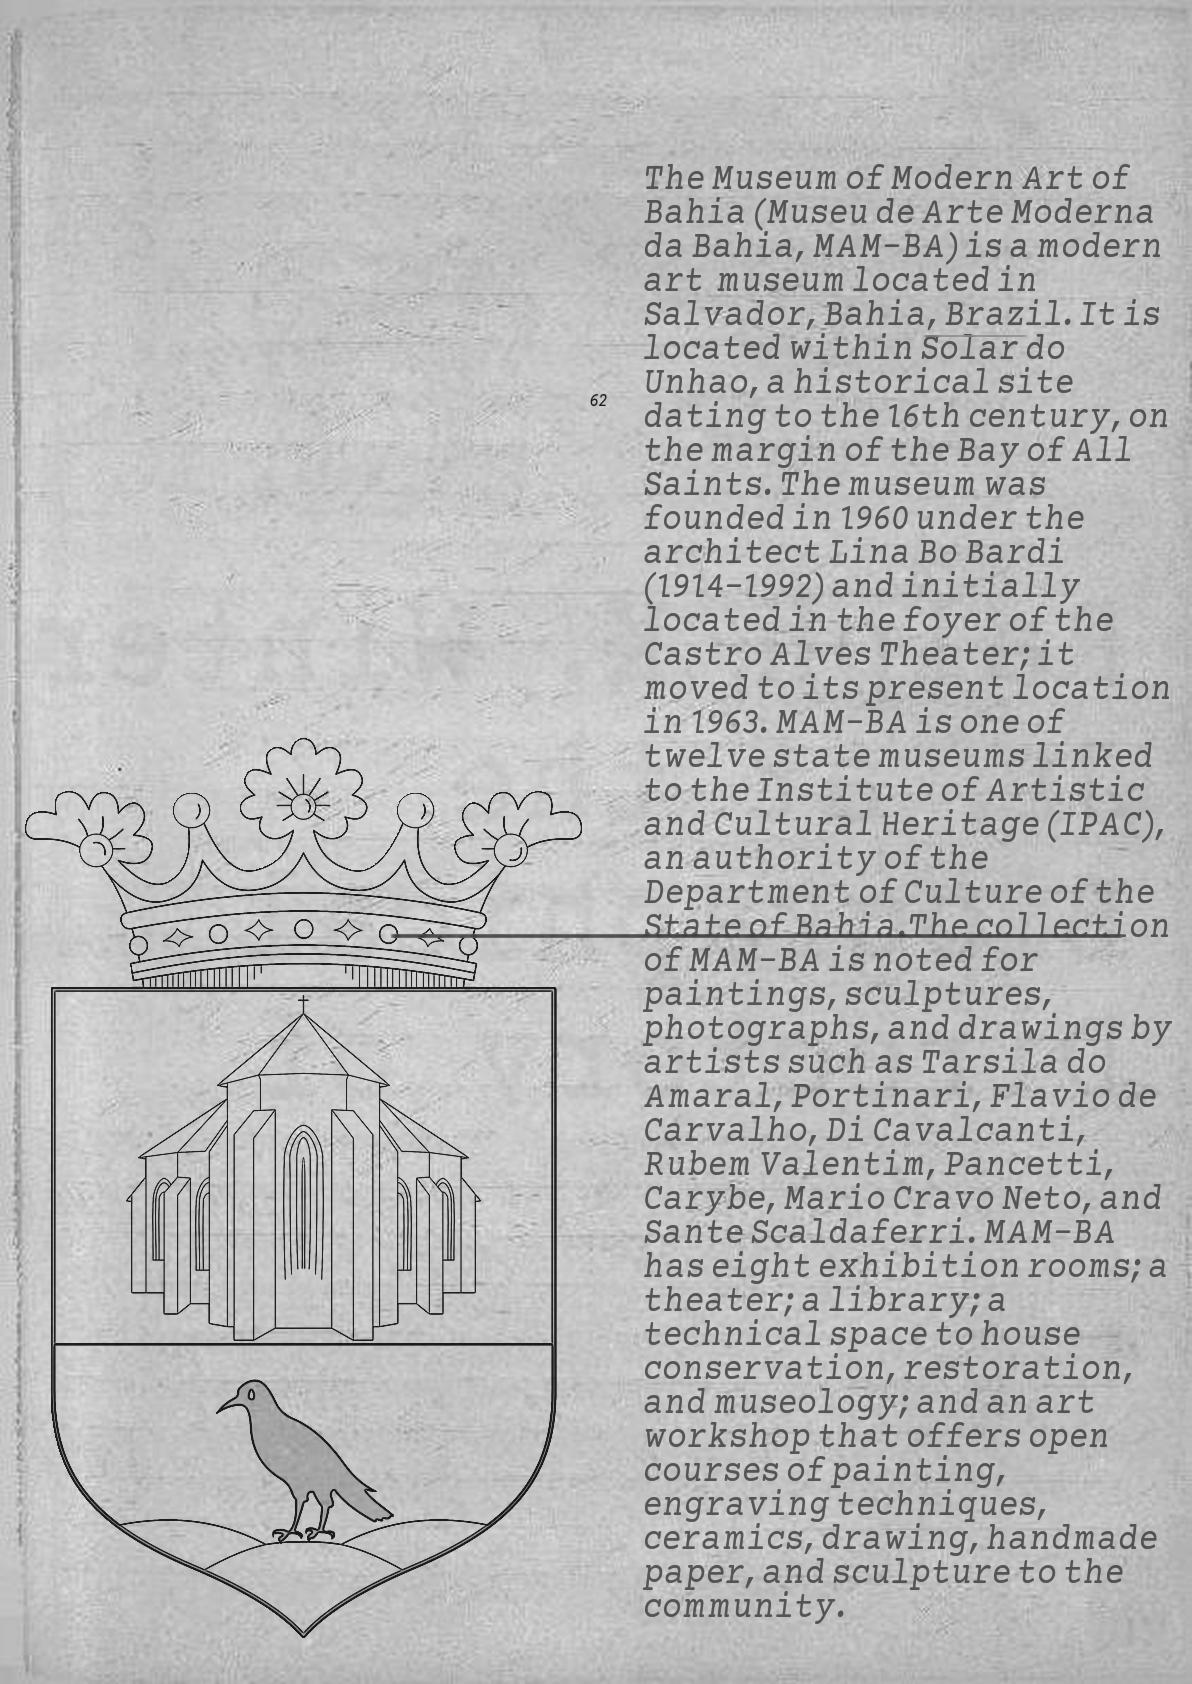 The Museum of Modern Art of
Bahia (Museu de Arte Moderna
da Bahia, MAM-BA) is a modern
art museum located in
Salvador, Bahia, Brazil. It is
located within Solar do
Unhao, a historical site
62
dating to the 16th century, on
the margin of the Bay of All
Saints. The museum was
founded in 1960 under the
architect Lina Bo Bardi
(1914-1992) and initially
located in the foyer of the
Castro Alves Theater; it
moved to its present location
in 1963. MAM-BA is one of
twelve state museums linked
to the Institute of Artistic
and Cultural Heritage (IPAC),
an authority of the
Department of Culture of the
State of Bahia. The collection
of MAM-BA is noted for
paintings, sculptures,
photographs, and drawings by
artists such as Tarsila do
Amaral, Portinari, Flavio de
Carvalho, Di Cavalcanti,
Rubem Valentim, Pancetti,
Carybe, Mario Cravo Neto, and
Sante Scaldaferri. MAM-BA
has eight exhibition rooms; a
theater; a library; a
technical space to house
conservation, restoration,
and museology; and an art
workshop that offers open
courses of painting,
engraving techniques,
ceramics, drawing, handmade
paper, and sculpture to the
community.